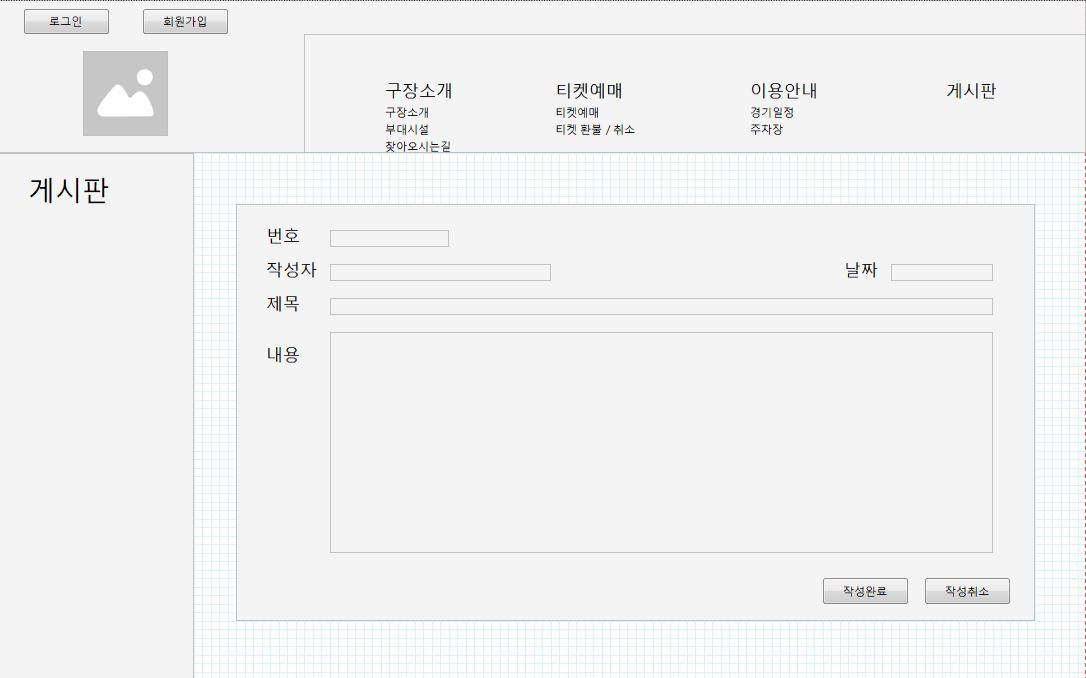 로그인 회원가입
구장소개 티켓예매 이용안내 게시판
구장소개 티켓예매 경기일정
부대시설 티켓 환불 / 취소 주차장
찾아오시는길
게시판
번호
작성자 날짜
제목
내용
작성완료 작성취소